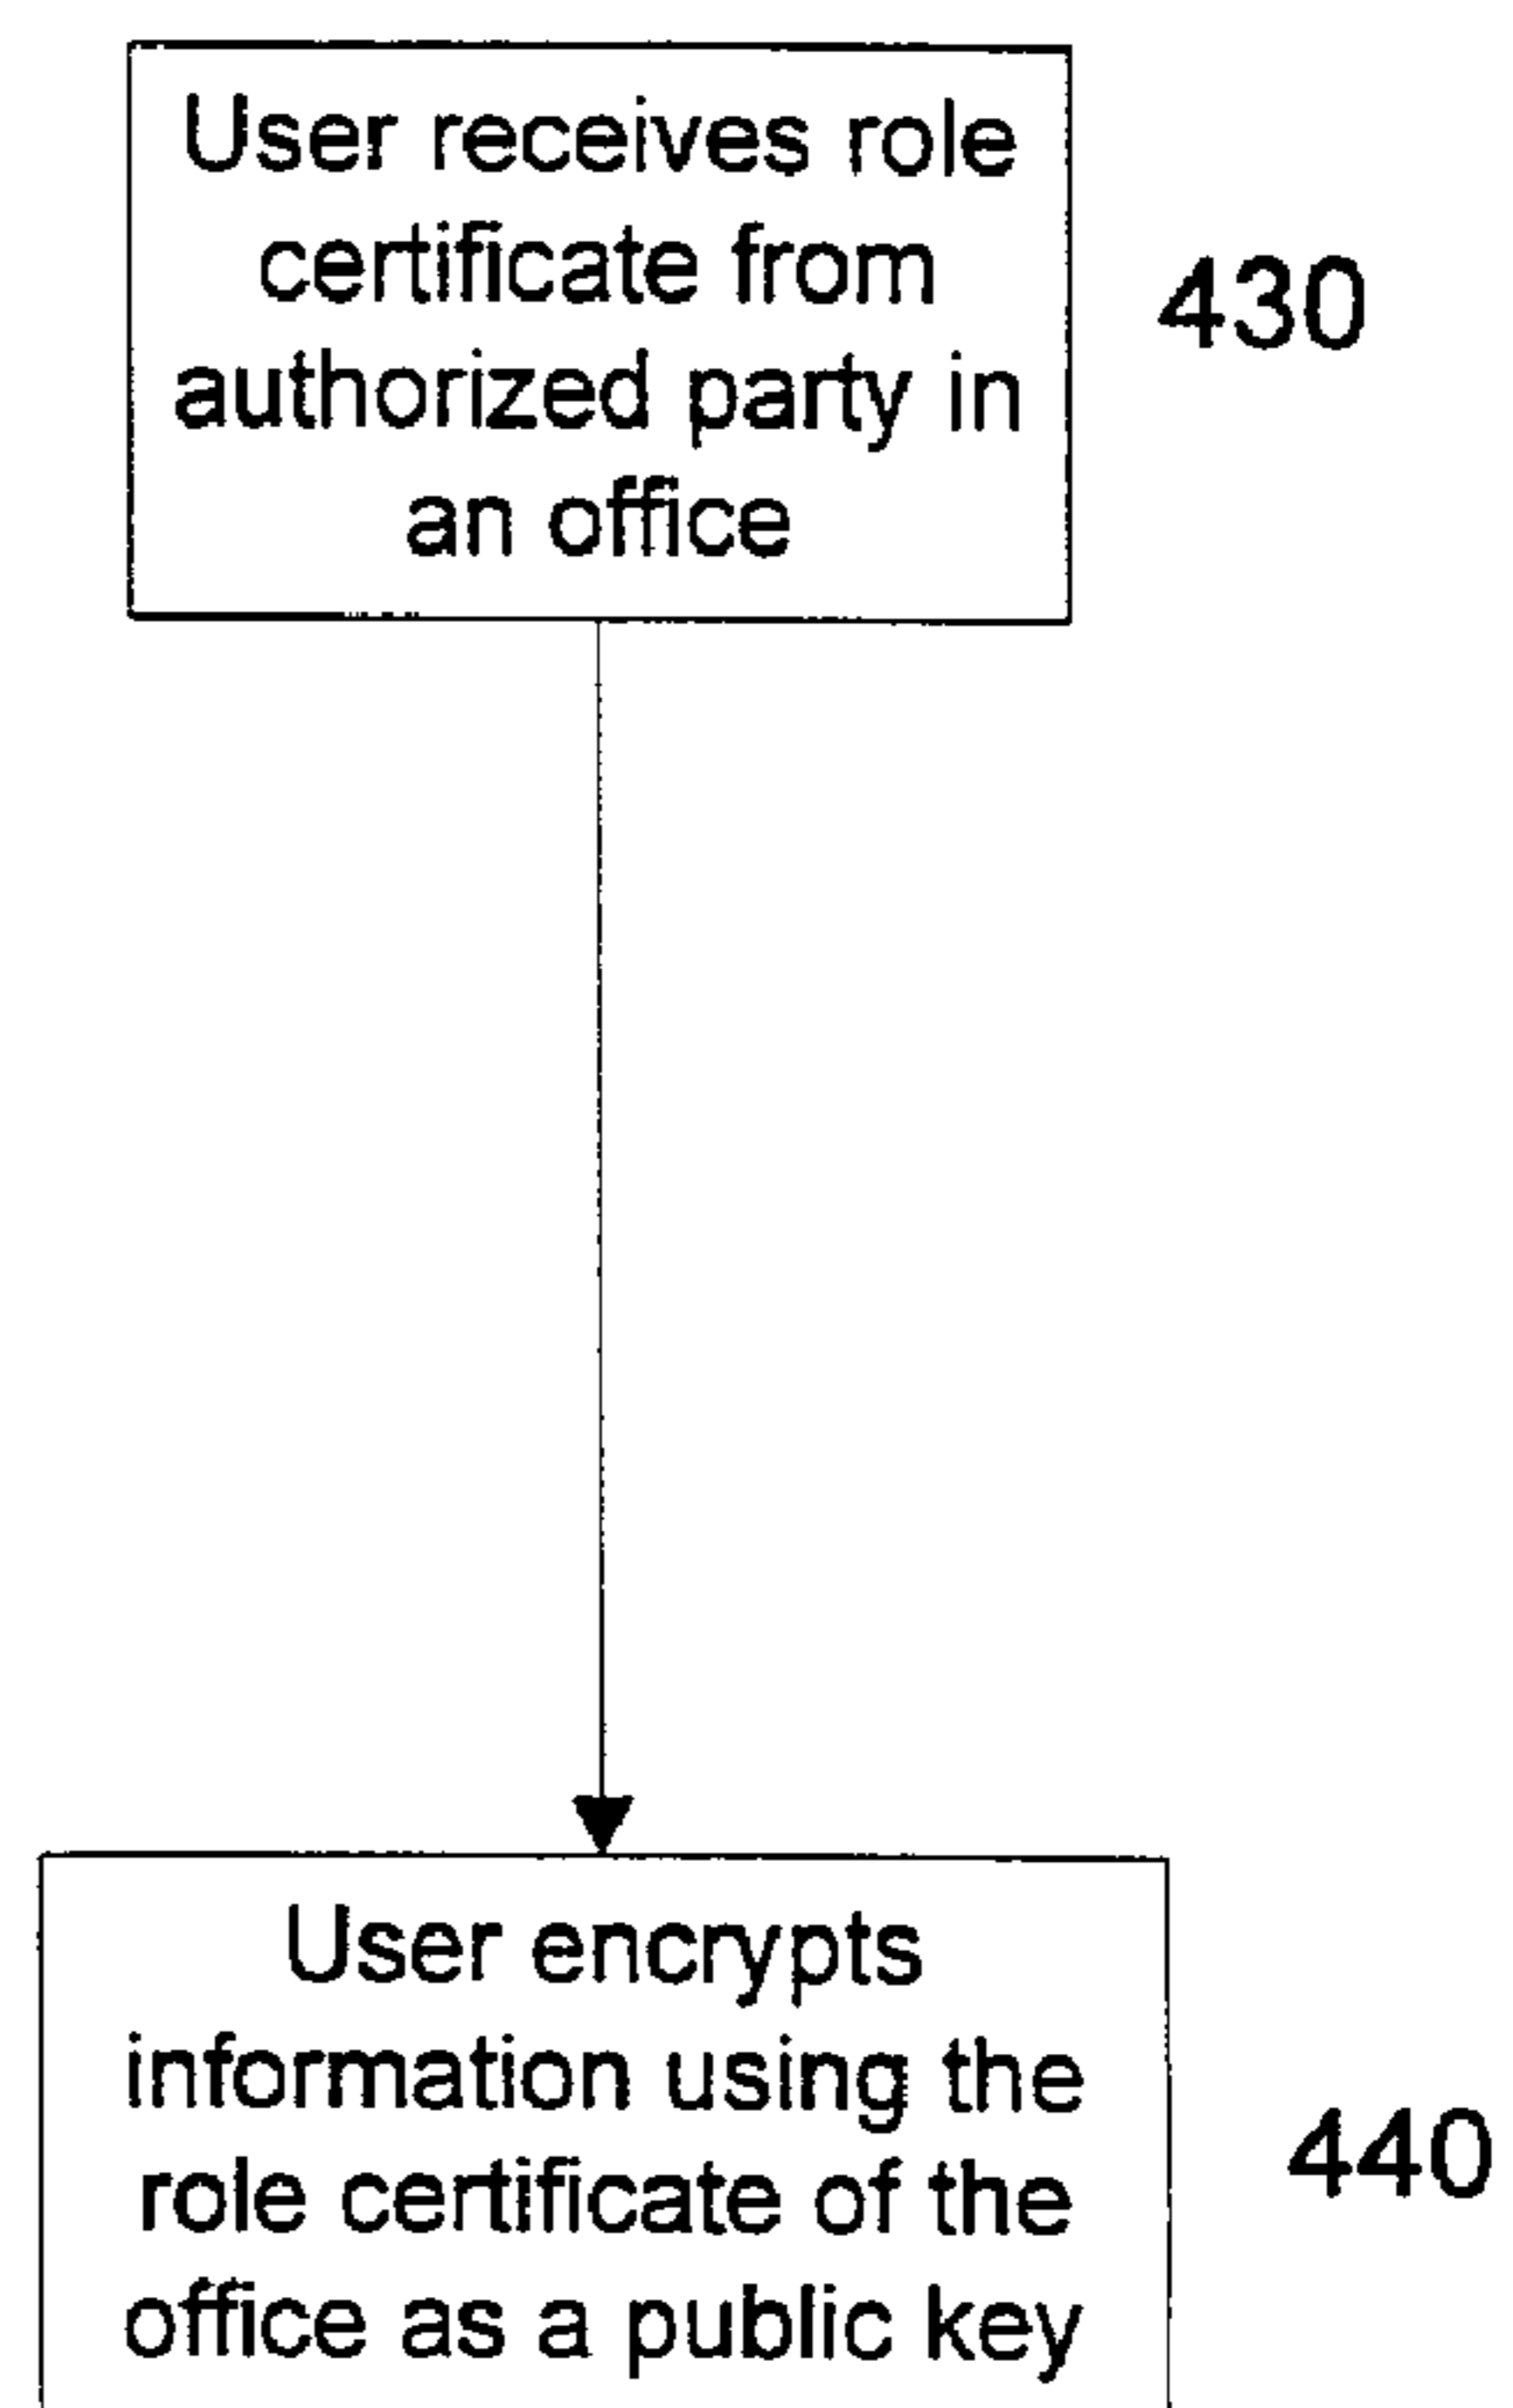 User receives role
certificate from
authorized party in
an office
430
User encrypts
information using the
role certificate of the
office as a public key
440